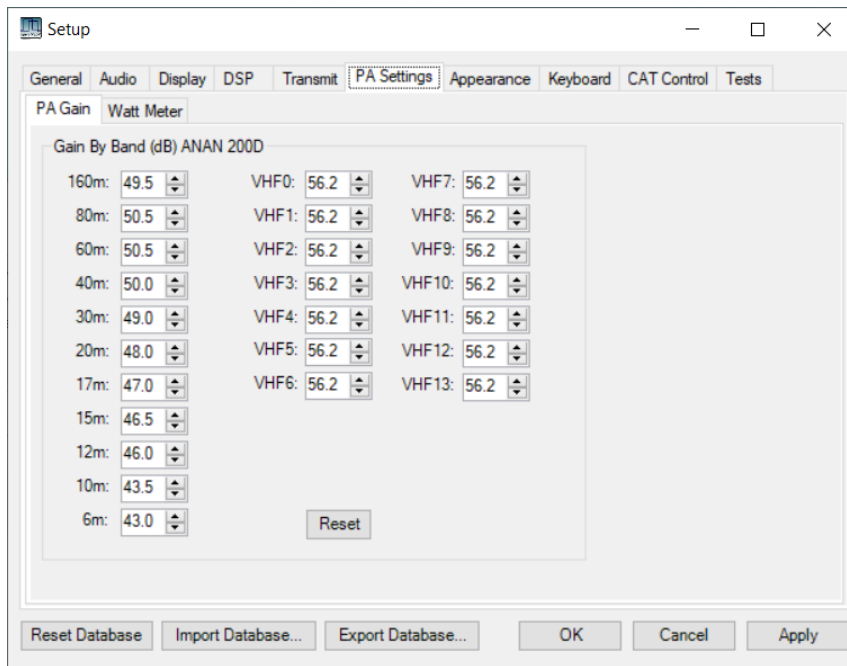 Setup
General Audio Display DSP Transmit PA Settings Appearance Keyboard CAT Control Tests
PA Gain Watt Meter
Gain By Band (dB) ANAN 200D
160m: 49.5 VHF0: 56.2 VHF7: 56.2
80m: 50.5 VHF1: 56.2 VHF8: 56.2
60m: 50.5 VHF2: 56.2 VHF9: 56.2
40m: 50.0 VHF3: 56.2 VHF10: 56.2
30m: 49.0 VHF4: 56.2 VHF11: 56.2
20m: 48.0 VHF5: 56.2 VHF12: 56.2
17m: 47.0 VHF6: 56.2 VHF13: 56.2
15m: 46.5
12m: 46.0
10m: 43.5
6m: 43.0 Reset
Reset Database Import Database... Export Database... OK Cancel Apply